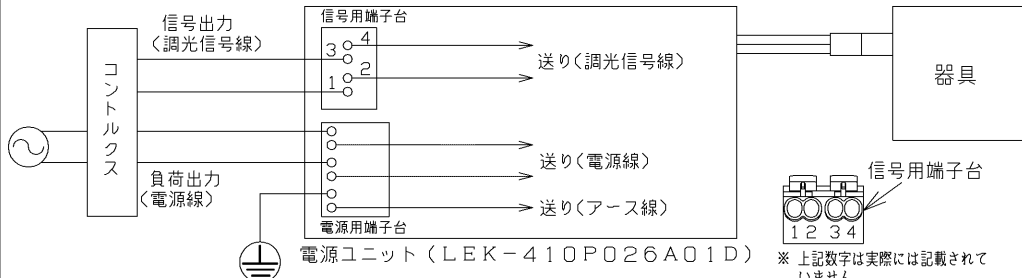 信号出力
(調光信号線)
コントルクス
負荷出力
(電源線)
信号用端子台
3 4
1 2
送り(調光信号線)
送り(電源線)
送り(アース線)
電源用端子台
電源ユニット(LEK-410P026A01D)
器具
信号用端子台
1 2 3 4
※ 上記数字は実際には記載されて
いません